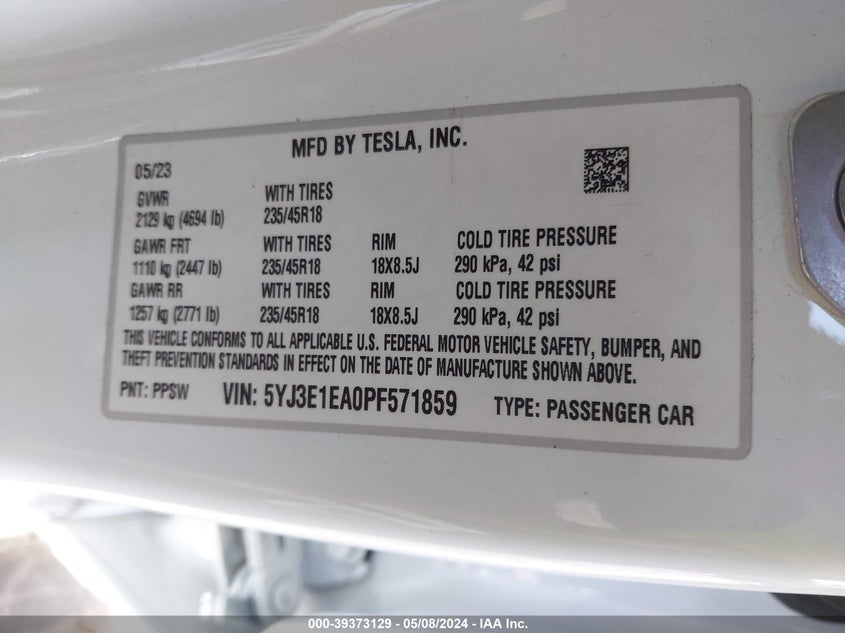 MFD BY TESLA, INC.
05/23
GVWR WITH TIRES
2129 kg (4694 lb) 235/45R18
GAWR FRT WITH TIRES RIM COLD TIRE PRESSURE
1110 kg (2447 lb) 235/45R18 18X8.5J 290 kPa, 42 psi
GAWR RR WITH TIRES RIM COLD TIRE PRESSURE
1257 kg (2771 lb) 235/45R18 18X8.5J 290 kPa, 42 psi
THIS VEHICLE CONFORMS TO ALL APPLICABLE U.S. FEDERAL MOTOR VEHICLE SAFETY, BUMPER, AND
THEFT PREVENTION STANDARDS IN EFFECT ON THE DATE OF MANUFACTURE SHOWN ABOVE.
PNT: PPSW VIN: 5YJ3E1EA0PF571859 TYPE: PASSENGER CAR
000-39373129 - 05/08/2024 - IAA Inc.